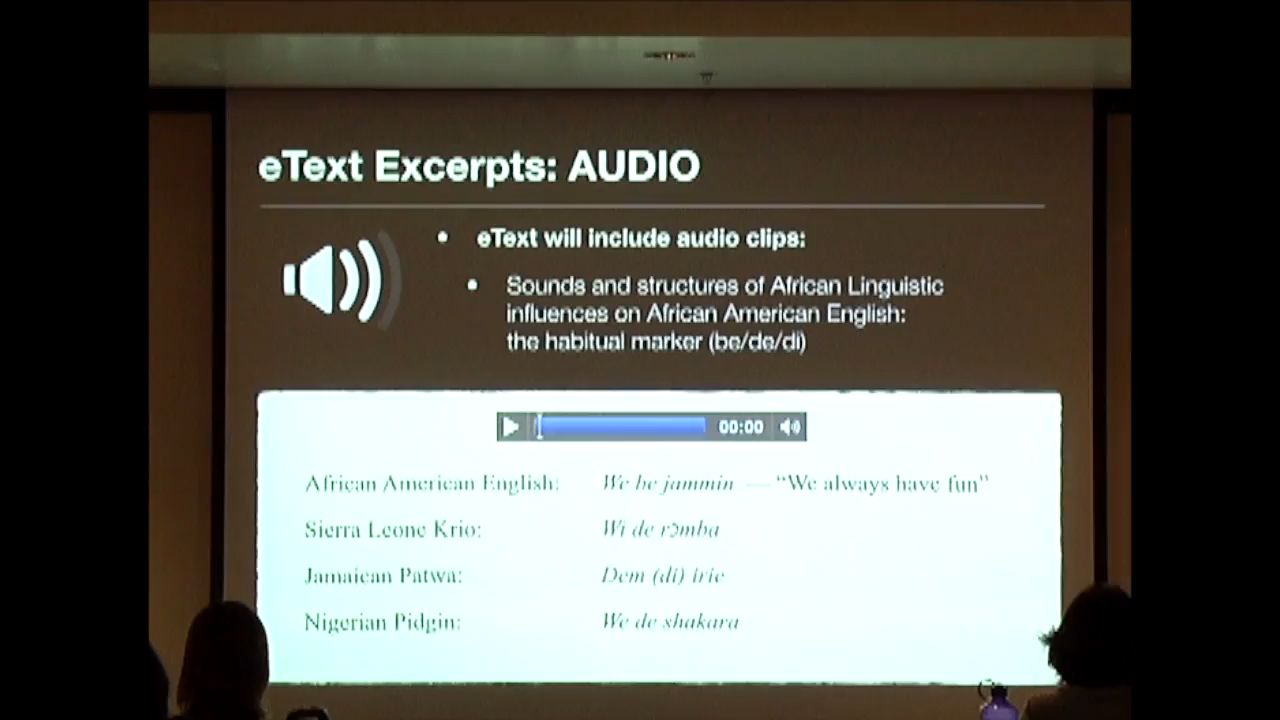 eText Excerpts: AUDIO
• eText will include audio clips:
• Sounds and structures of African Linguistic
influences on African American English:
the habitual marker (be/de/di)
00:00
African American English: We be jammin — “We always have fun”
Sierra Leone Krio: Wi de rɔmba
Jamaican Patwa: Dem (di) irie
Nigerian Pidgin: We de shakara